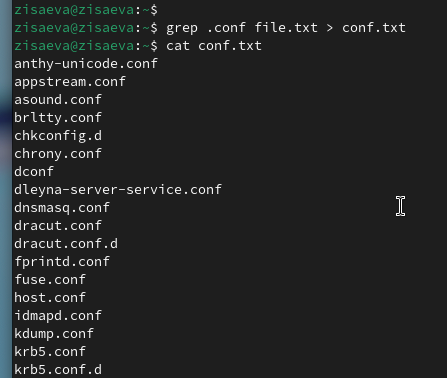 zisaeva@zisaeva:~$
zisaeva@zisaeva:~$ grep .conf file.txt > conf.txt
zisaeva@zisaeva:~$ cat conf.txt
anthy-unicode.conf
appstream.conf
asound.conf
brltty.conf
chkconfig.d
chrony.conf
dconf
dleyna-server-service.conf
dnsmasq.conf
dracut.conf
dracut.conf.d
fprintd.conf
fuse.conf
host.conf
idmapd.conf
kdump.conf
krb5.conf
krb5.conf.d